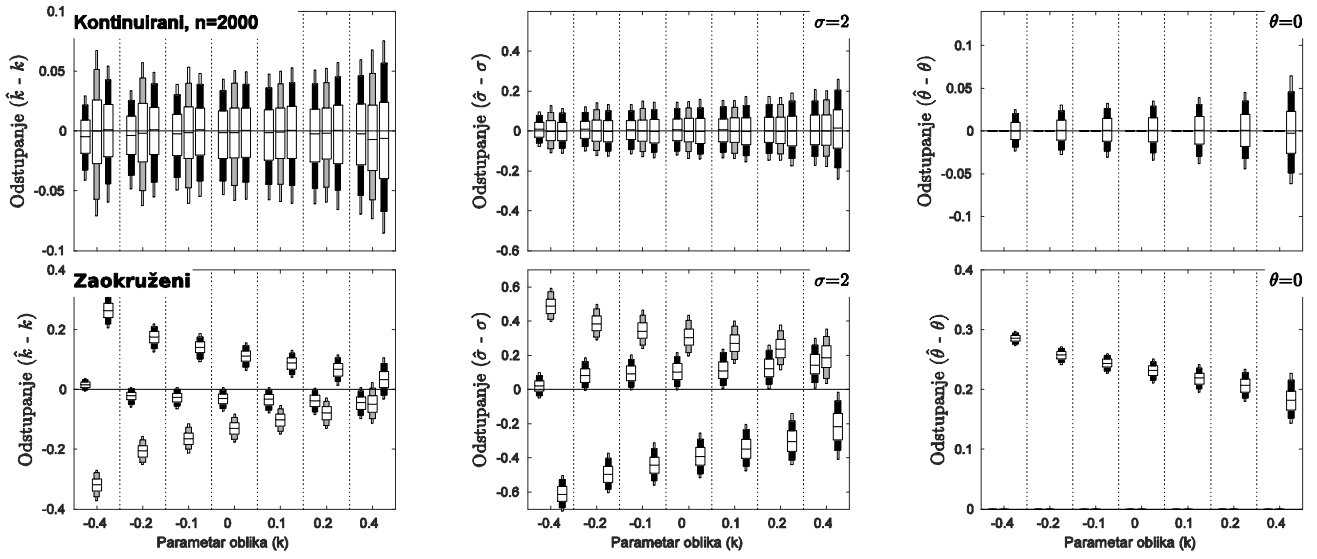 Kontinuirani, n=2000
σ=2
θ=0
Odstupanje (k̂ - k)
0.1
0.05
0
-0.05
-0.1
Odstupanje (σ̂ - σ)
0.4
0.2
0
-0.2
-0.4
-0.6
Odstupanje (θ̂ - θ)
0.1
0.05
0
-0.05
-0.1
Zaokruženi
σ=2
θ=0
Odstupanje (k̂ - k)
0.4
0.2
0
-0.2
-0.4
-0.4 -0.2 -0.1 0 0.1 0.2 0.4
Parametar oblika (k)
Odstupanje (σ̂ - σ)
0.6
0.4
0.2
0
-0.2
-0.4
-0.6
-0.4 -0.2 -0.1 0 0.1 0.2 0.4
Parametar oblika (k)
Odstupanje (θ̂ - θ)
0.4
0.3
0.2
0.1
0
-0.4 -0.2 -0.1 0 0.1 0.2 0.4
Parametar oblika (k)